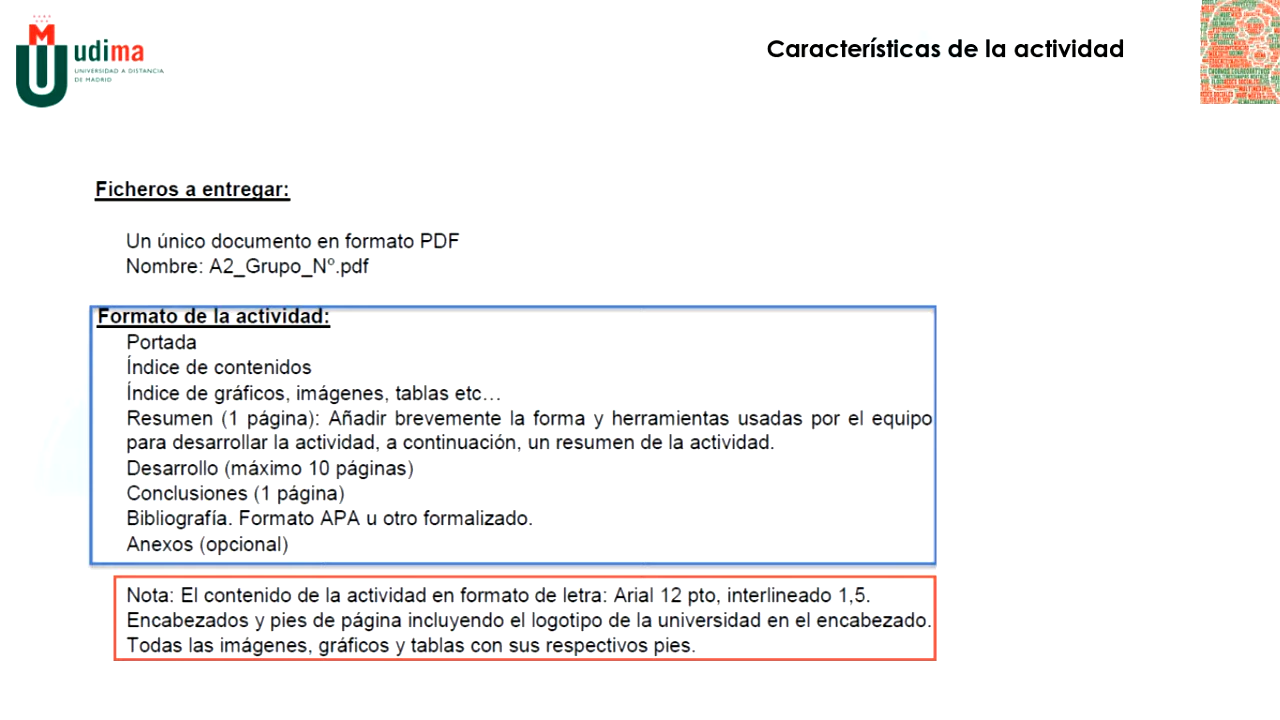 udima
UNIVERSIDAD A DISTANCIA
DE MADRID
Características de la actividad
Ficheros a entregar:
Un único documento en formato PDF
Nombre: A2_Grupo_Nº.pdf
Formato de la actividad:
Portada
Índice de contenidos
Índice de gráficos, imágenes, tablas etc…
Resumen (1 página): Añadir brevemente la forma y herramientas usadas por el equipo
para desarrollar la actividad, a continuación, un resumen de la actividad.
Desarrollo (máximo 10 páginas)
Conclusiones (1 página)
Bibliografía. Formato APA u otro formalizado.
Anexos (opcional)
Nota: El contenido de la actividad en formato de letra: Arial 12 pto, interlineado 1,5.
Encabezados y pies de página incluyendo el logotipo de la universidad en el encabezado.
Todas las imágenes, gráficos y tablas con sus respectivos pies.